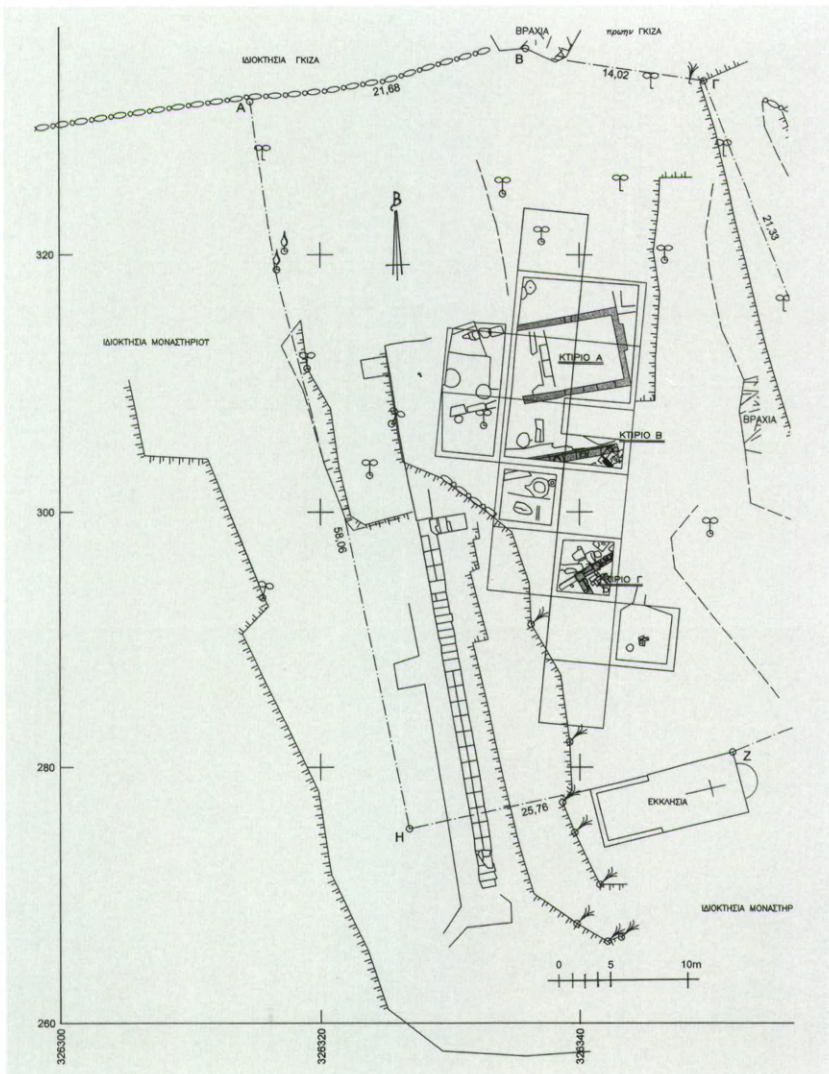 ΒΡΑΧΙΑ
πρωην ΓΚΙΖΑ
ΙΔΙΟΚΤΗΣΙΑ ΓΚΙΖΑ
Β
14,02
Γ
Α
21,68
21,33
Β
320
ΙΔΙΟΚΤΗΣΙΑ ΜΟΝΑΣΤΗΡΙΟΥ
ΚΤΙΡΙΟ Α
ΒΡΑΧΙΑ
ΚΤΙΡΙΟ Β
300
58,06
ΚΤΙΡΙΟ Γ
280
Ζ
ΕΚΚΛΗΣΙΑ
25,76
Η
ΙΔΙΟΚΤΗΣΙΑ ΜΟΝΑΣΤΗΡ
0 5 10m
260
326300
326320
326340